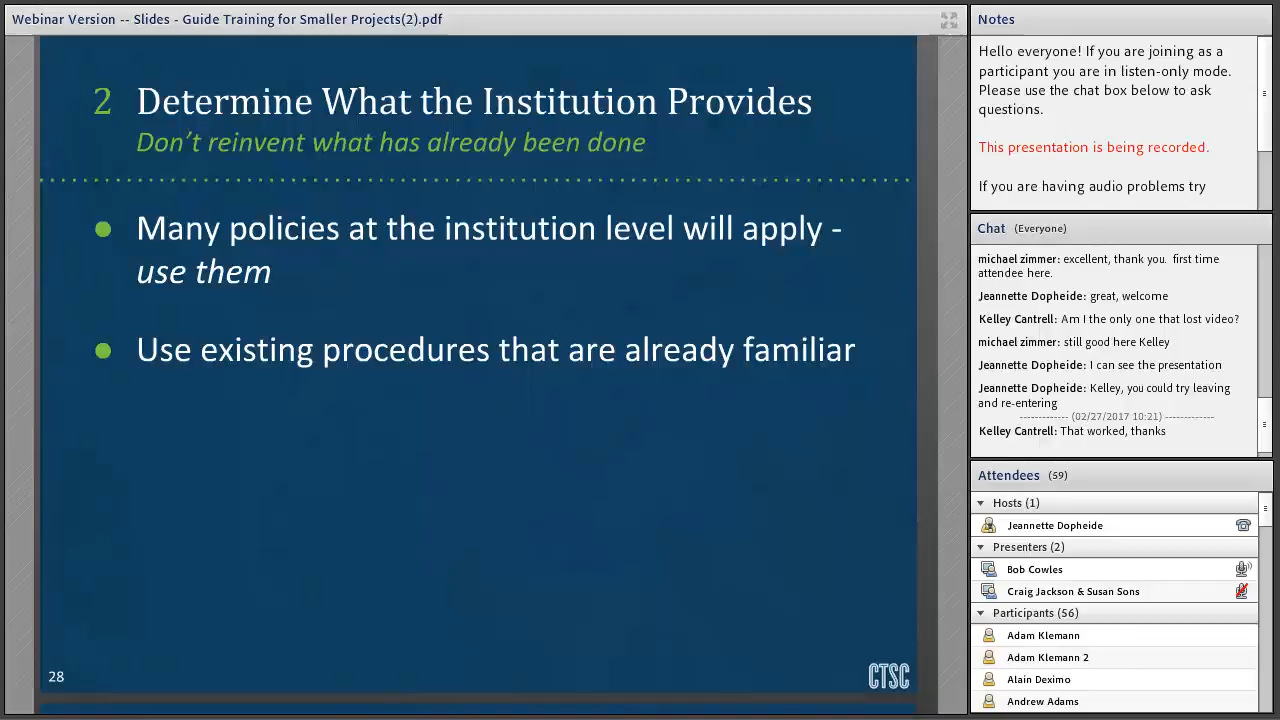 Webinar Version -- Slides - Guide Training for Smaller Projects(2).pdf
2 Determine What the Institution Provides
Don't reinvent what has already been done
Many policies at the institution level will apply -
use them
Use existing procedures that are already familiar
28
CTSC
Notes
Hello everyone! If you are joining as a
participant you are in listen-only mode.
Please use the chat box below to ask
questions.
This presentation is being recorded.
If you are having audio problems try
Chat (Everyone)
michael zimmer: excellent, thank you. first time
attendee here.
Jeannette Dopheide: great, welcome
Kelley Cantrell: Am I the only one that lost video?
michael zimmer: still good here Kelley
Jeannette Dopheide: I can see the presentation
Jeannette Dopheide: Kelley, you could try leaving
and re-entering
------------- (02/27/2017 10:21) -------------
Kelley Cantrell: That worked, thanks
Attendees (59)
Hosts (1)
Jeannette Dopheide
Presenters (2)
Bob Cowles
Craig Jackson & Susan Sons
Participants (56)
Adam Klemann
Adam Klemann 2
Alain Deximo
Andrew Adams